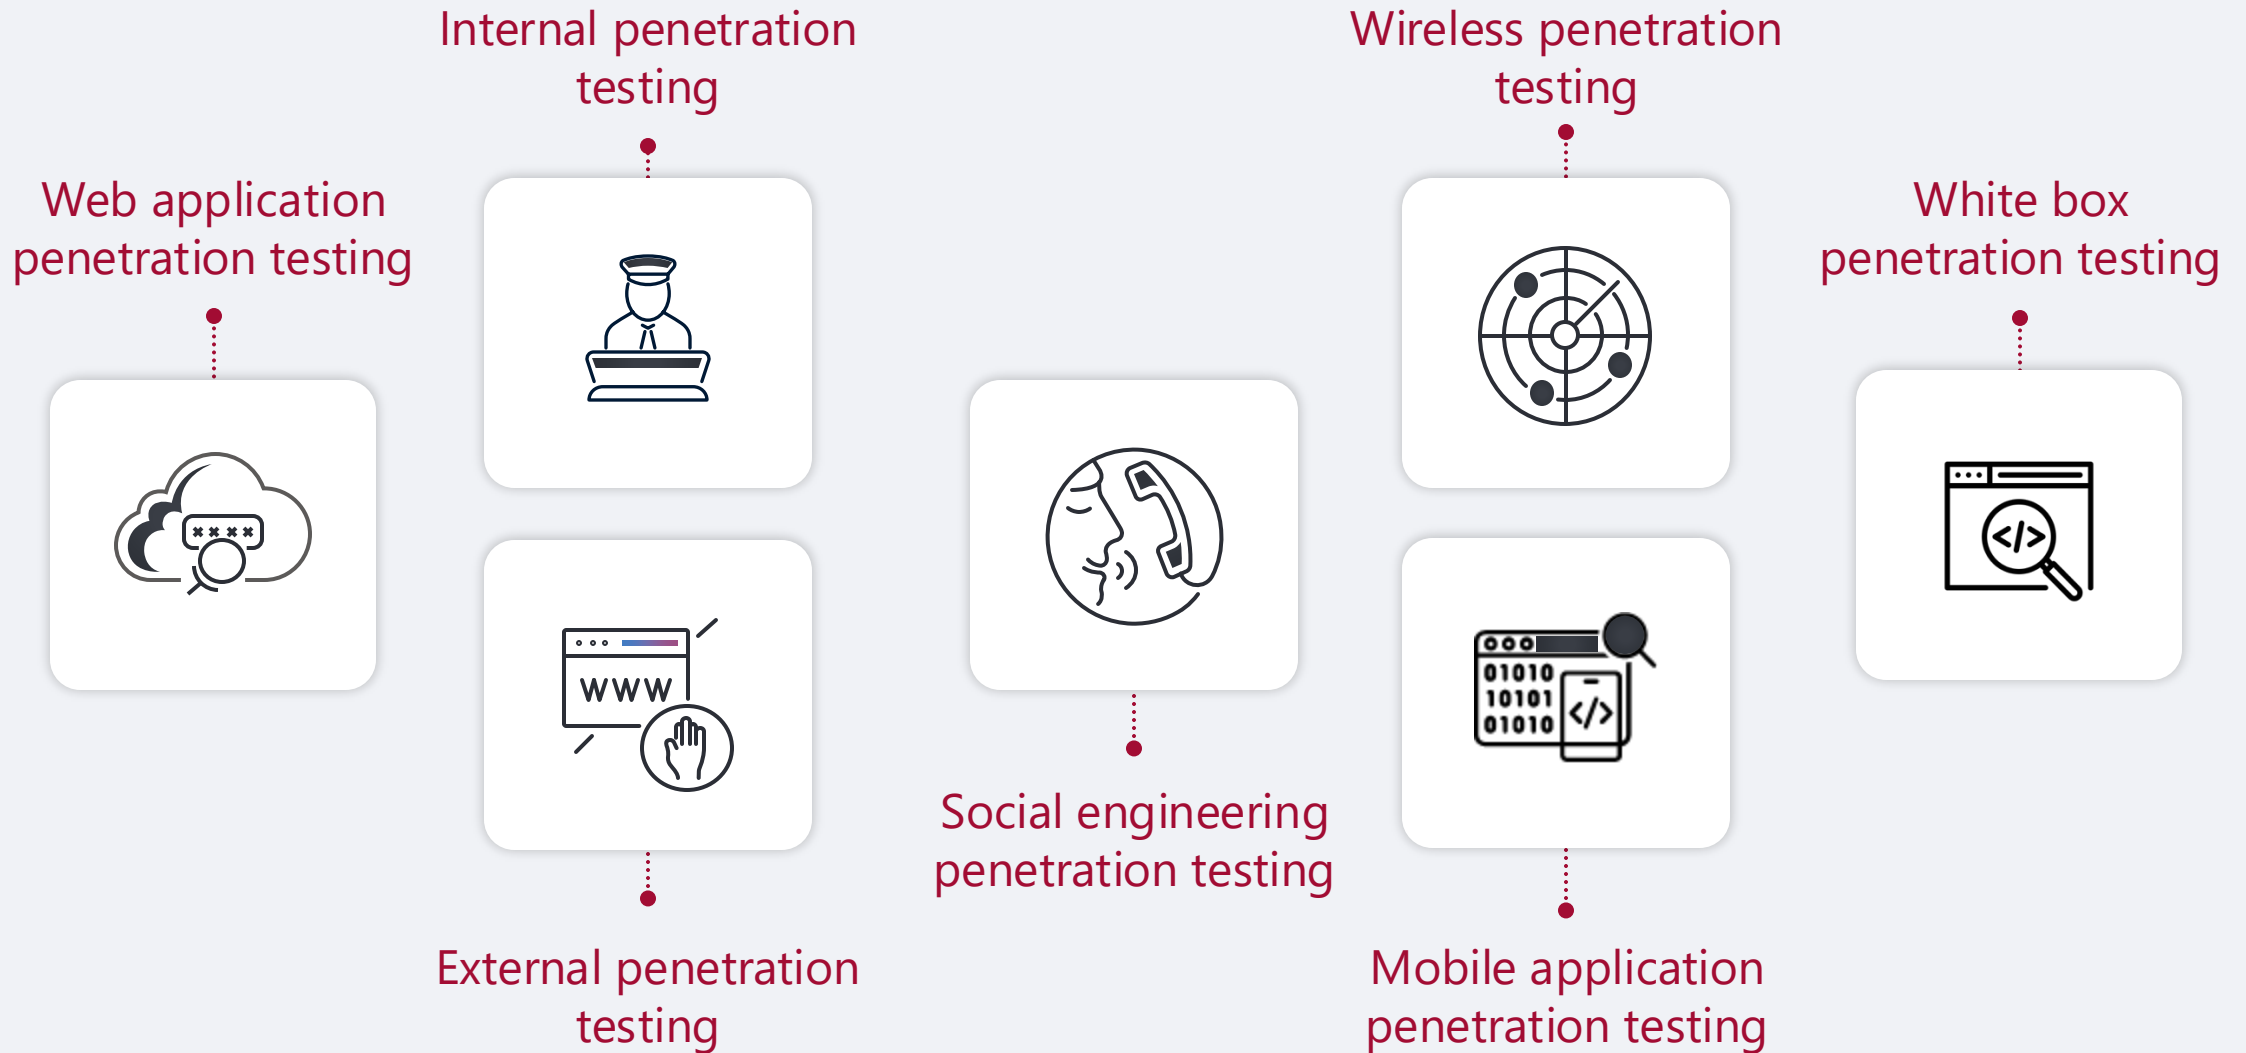 Internal penetration
testing
Wireless penetration
testing
Web application
penetration testing
White box
penetration testing
WWW
01010
10101
01010
</>
</>
Social engineering
penetration testing
External penetration
testing
Mobile application
penetration testing